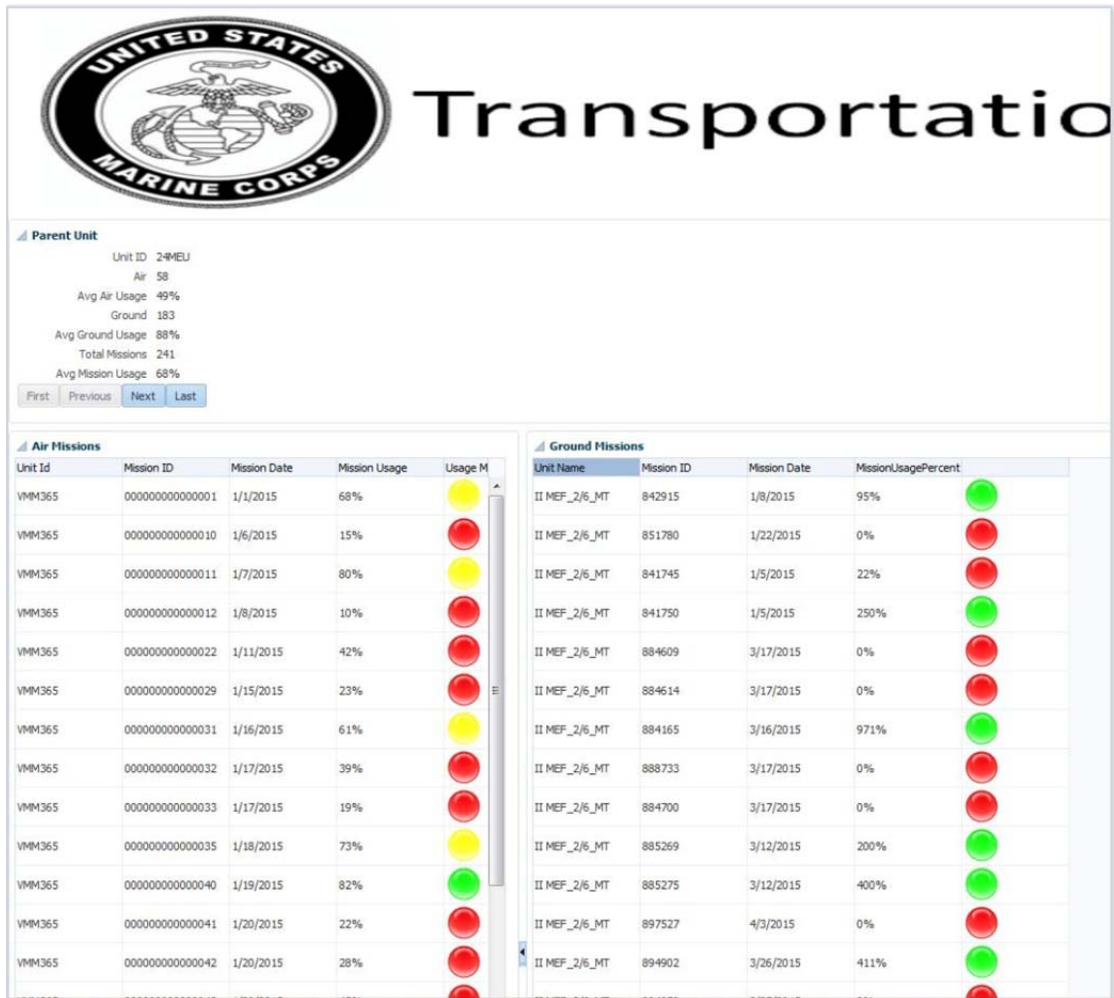 UNITED STATES
MARINE CORPS
Transportatio
Parent Unit
Unit ID 24MEU
Air 58
Avg Air Usage 49%
Ground 183
Avg Ground Usage 88%
Total Missions 241
Avg Mission Usage 68%
First Previous Next Last
Air Missions
Unit Id Mission ID Mission Date Mission Usage Usage M
VMM365 000000000000001 1/1/2015 68%
VMM365 000000000000010 1/6/2015 15%
VMM365 000000000000011 1/7/2015 80%
VMM365 000000000000012 1/8/2015 10%
VMM365 000000000000022 1/11/2015 42%
VMM365 000000000000029 1/15/2015 23%
VMM365 000000000000031 1/16/2015 61%
VMM365 000000000000032 1/17/2015 39%
VMM365 000000000000033 1/17/2015 19%
VMM365 000000000000035 1/18/2015 73%
VMM365 000000000000040 1/19/2015 82%
VMM365 000000000000041 1/20/2015 22%
VMM365 000000000000042 1/20/2015 28%
Ground Missions
Unit Name Mission ID Mission Date MissionUsagePercent
II MEF_2/6_MT 842915 1/8/2015 95%
II MEF_2/6_MT 851780 1/22/2015 0%
II MEF_2/6_MT 841745 1/5/2015 22%
II MEF_2/6_MT 841750 1/5/2015 250%
II MEF_2/6_MT 884609 3/17/2015 0%
II MEF_2/6_MT 884614 3/17/2015 0%
II MEF_2/6_MT 884165 3/16/2015 971%
II MEF_2/6_MT 888733 3/17/2015 0%
II MEF_2/6_MT 884700 3/17/2015 0%
II MEF_2/6_MT 885269 3/12/2015 200%
II MEF_2/6_MT 885275 3/12/2015 400%
II MEF_2/6_MT 897527 4/3/2015 0%
II MEF_2/6_MT 894902 3/26/2015 411%